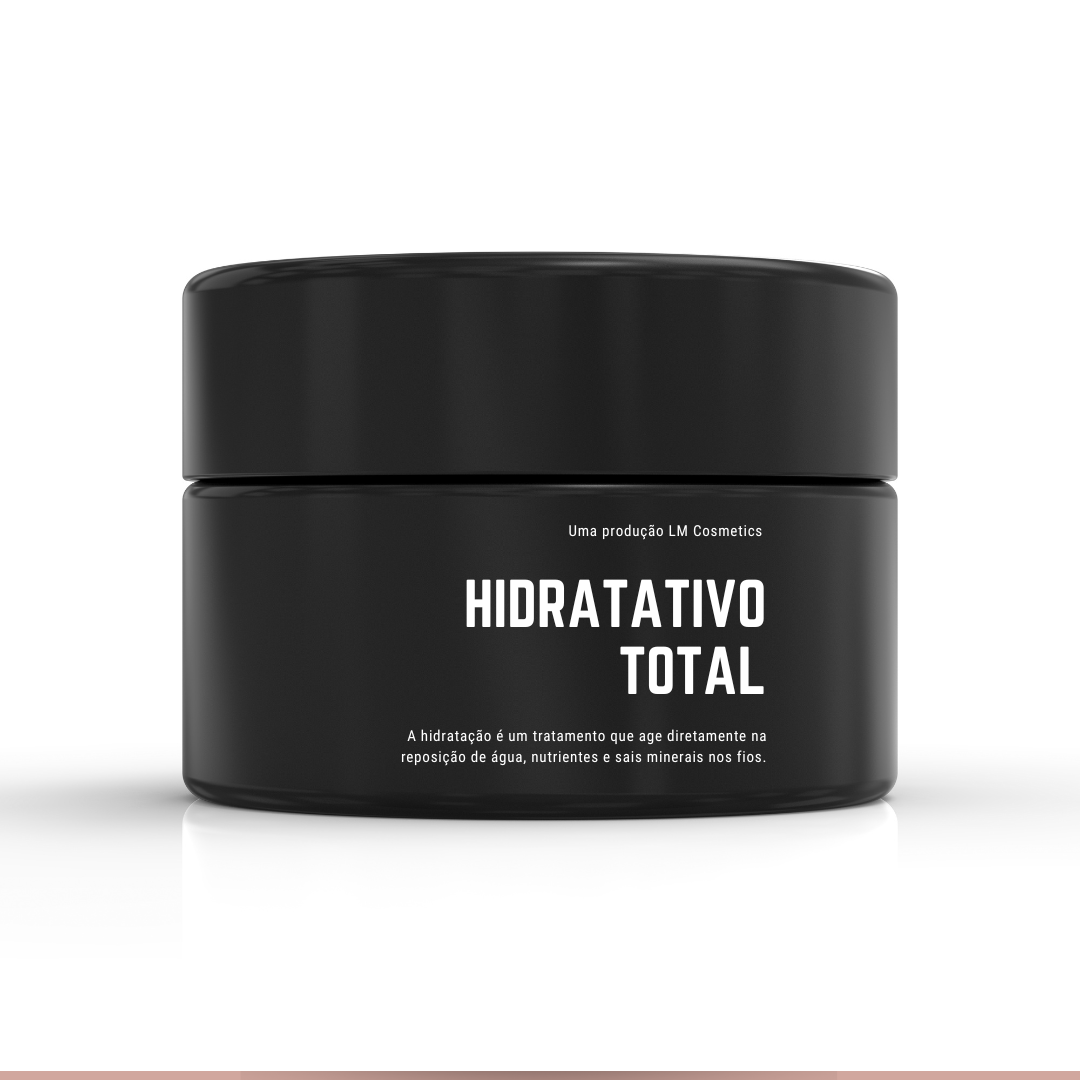 Uma produção LM Cosmetics
HIDRATATIVO
TOTAL
A hidratação é um tratamento que age diretamente na
reposição de água, nutrientes e sais minerais nos fios.